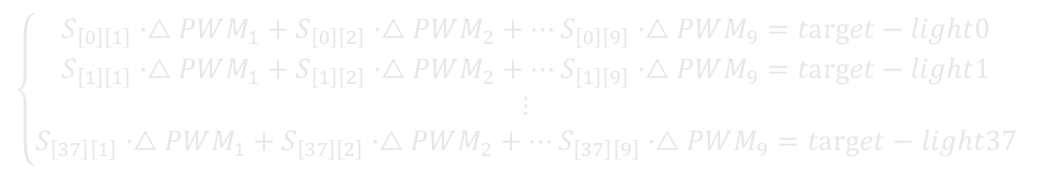 S[0][1] · △ PWM₁ + S[0][2] · △ PWM₂ + ⋯ S[0][9] · △ PWM₉ = target − light0
S[1][1] · △ PWM₁ + S[1][2] · △ PWM₂ + ⋯ S[1][9] · △ PWM₉ = target − light1
⋮
S[37][1] · △ PWM₁ + S[37][2] · △ PWM₂ + ⋯ S[37][9] · △ PWM₉ = target − light37